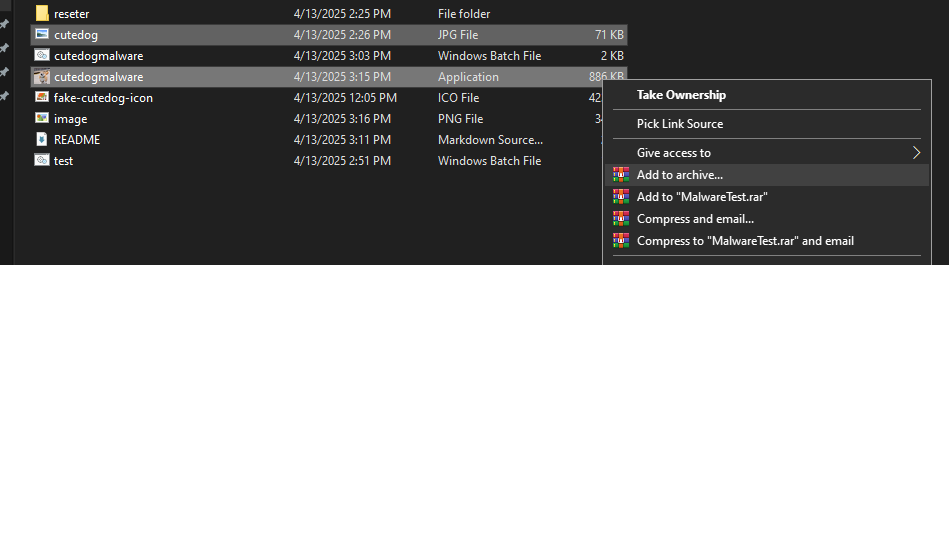 reseter 4/13/2025 2:25 PM File folder
cutedog 4/13/2025 2:26 PM JPG File 71 KB
cutedogmalware 4/13/2025 3:03 PM Windows Batch File 2 KB
cutedogmalware 4/13/2025 3:15 PM Application 886 KB
fake-cutedog-icon 4/13/2025 12:05 PM ICO File 42
image 4/13/2025 3:16 PM PNG File
README 4/13/2025 3:11 PM Markdown Source...
test 4/13/2025 2:51 PM Windows Batch File
Take Ownership
Pick Link Source
Give access to
Add to archive...
Add to "MalwareTest.rar"
Compress and email...
Compress to "MalwareTest.rar" and email